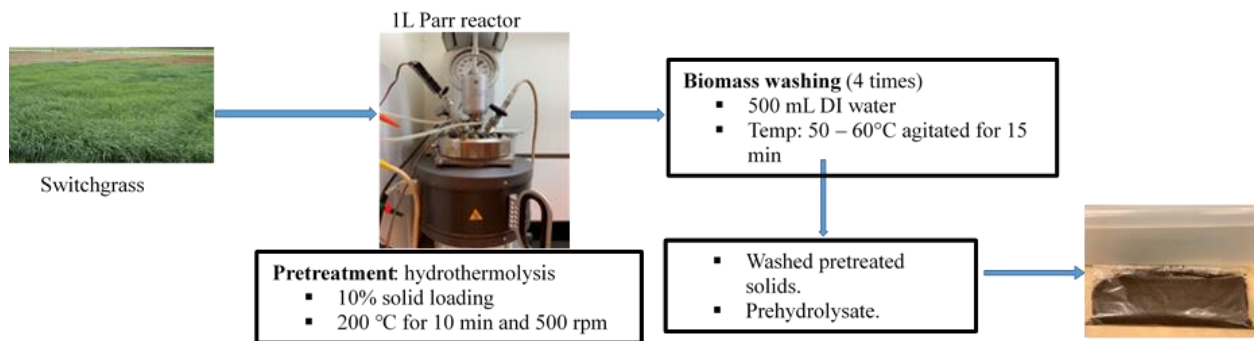 1L Parr reactor
Switchgrass
Pretreatment: hydrothermolysis
▪ 10% solid loading
▪ 200 ℃ for 10 min and 500 rpm
Biomass washing (4 times)
▪ 500 mL DI water
▪ Temp: 50 – 60°C agitated for 15
min
▪ Washed pretreated
solids.
▪ Prehydrolysate.